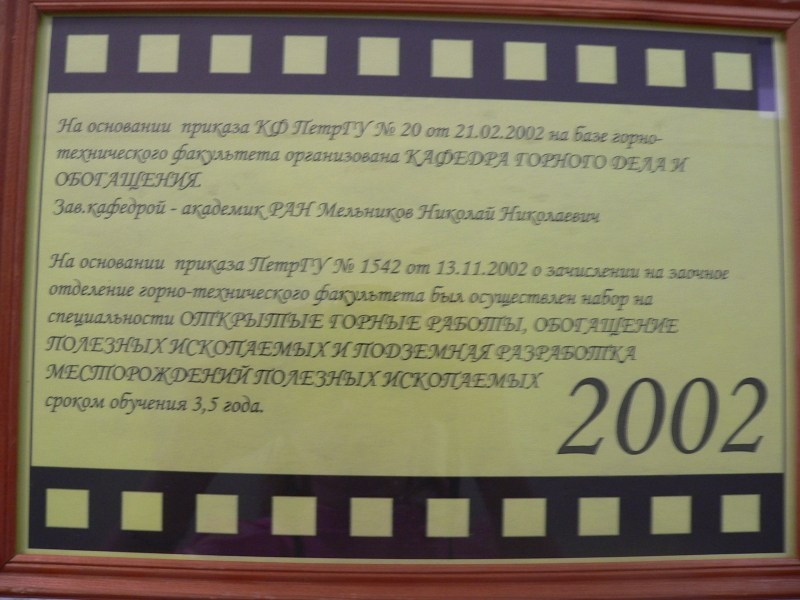 На основании приказа КФ ПетрГУ № 20 от 21.02.2002 на базе горно-
технического факультета организована КАФЕДРА ГОРНОГО ДЕЛА И
ОБОГАЩЕНИЯ.
Зав.кафедрой - академик РАН Мельников Николай Николаевич
На основании приказа ПетрГУ № 1542 от 13.11.2002 о зачислении на заочное
отделение горно-технического факультета был осуществлен набор на
специальности ОТКРЫТЫЕ ГОРНЫЕ РАБОТЫ, ОБОГАЩЕНИЕ
ПОЛЕЗНЫХ ИСКОПАЕМЫХ И ПОДЗЕМНАЯ РАЗРАБОТКА
МЕСТОРОЖДЕНИЙ ПОЛЕЗНЫХ ИСКОПАЕМЫХ
сроком обучения 3,5 года.
2002